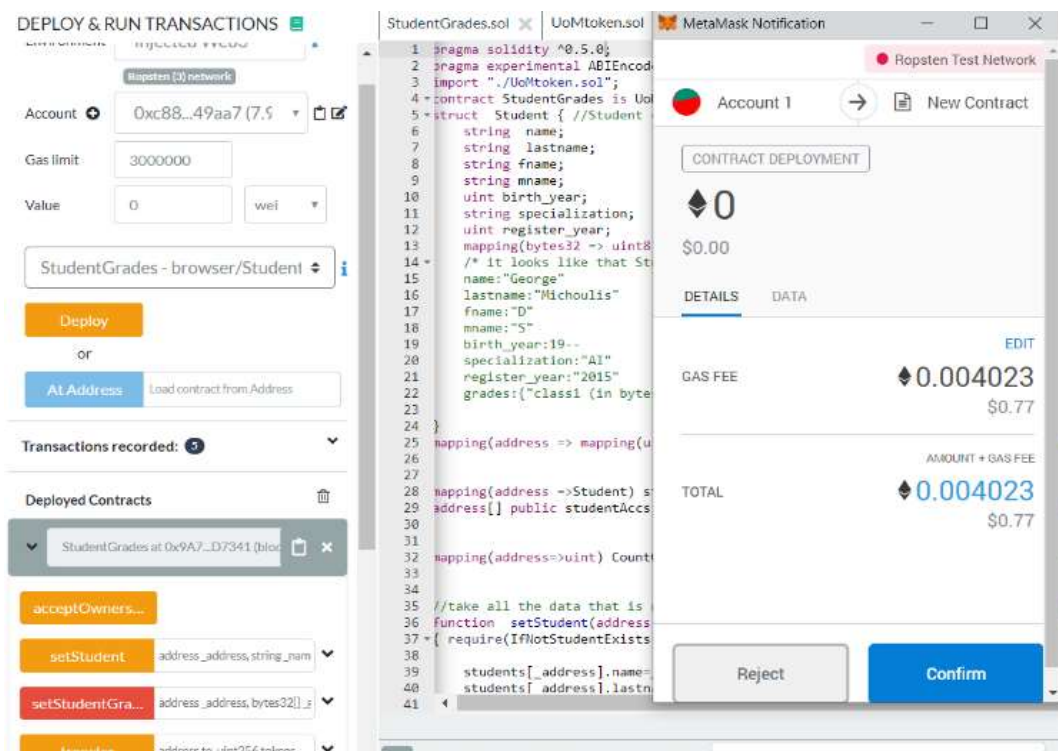 DEPLOY & RUN TRANSACTIONS
Ropsten (3) network
Account
0xc88...49aa7 (7.9
Gas limit
3000000
Value
0
wei
StudentGrades - browser/Student
Deploy
or
At Address
Load contract from Address
Transactions recorded: 5
Deployed Contracts
StudentGrades at 0x9A7...D7341 (bloc
acceptOwners...
setStudent
address _address, string _nam
setStudentGra...
address _address, bytes32[]
transfer
address to, uint256 tokens
StudentGrades.sol
UoMtoken.sol
1 pragma solidity ^0.5.0;
2 pragma experimental ABIEncod
3 import "./UoMtoken.sol";
4 contract StudentGrades is UoM
5 struct Student { //Student
6 string name;
7 string lastname;
8 string fname;
9 string mname;
10 uint birth_year;
11 string specialization;
12 uint register_year;
13 mapping(bytes32 => uint8
14 /* it looks like that St
15 name:"George"
16 lastname:"Michoulis"
17 fname:"D"
18 mname:"S"
19 birth_year:19--
20 specialization:"AI"
21 register_year:"2015"
22 grades:{"class1 (in byte
23
24 }
25 mapping(address => mapping(u
26
27
28 mapping(address =>Student) s
29 address[] public studentAccs
30
31
32 mapping(address=>uint) Count
33
34
35 //take all the data that is
36 function setStudent(address
37 { require(IfNotStudentExists
38
39 students[_address].name=
40 students[_address].lastn
41
MetaMask Notification
Ropsten Test Network
Account 1
New Contract
CONTRACT DEPLOYMENT
0
$0.00
DETAILS
DATA
EDIT
GAS FEE
0.004023
$0.77
AMOUNT + GAS FEE
TOTAL
0.004023
$0.77
Reject
Confirm